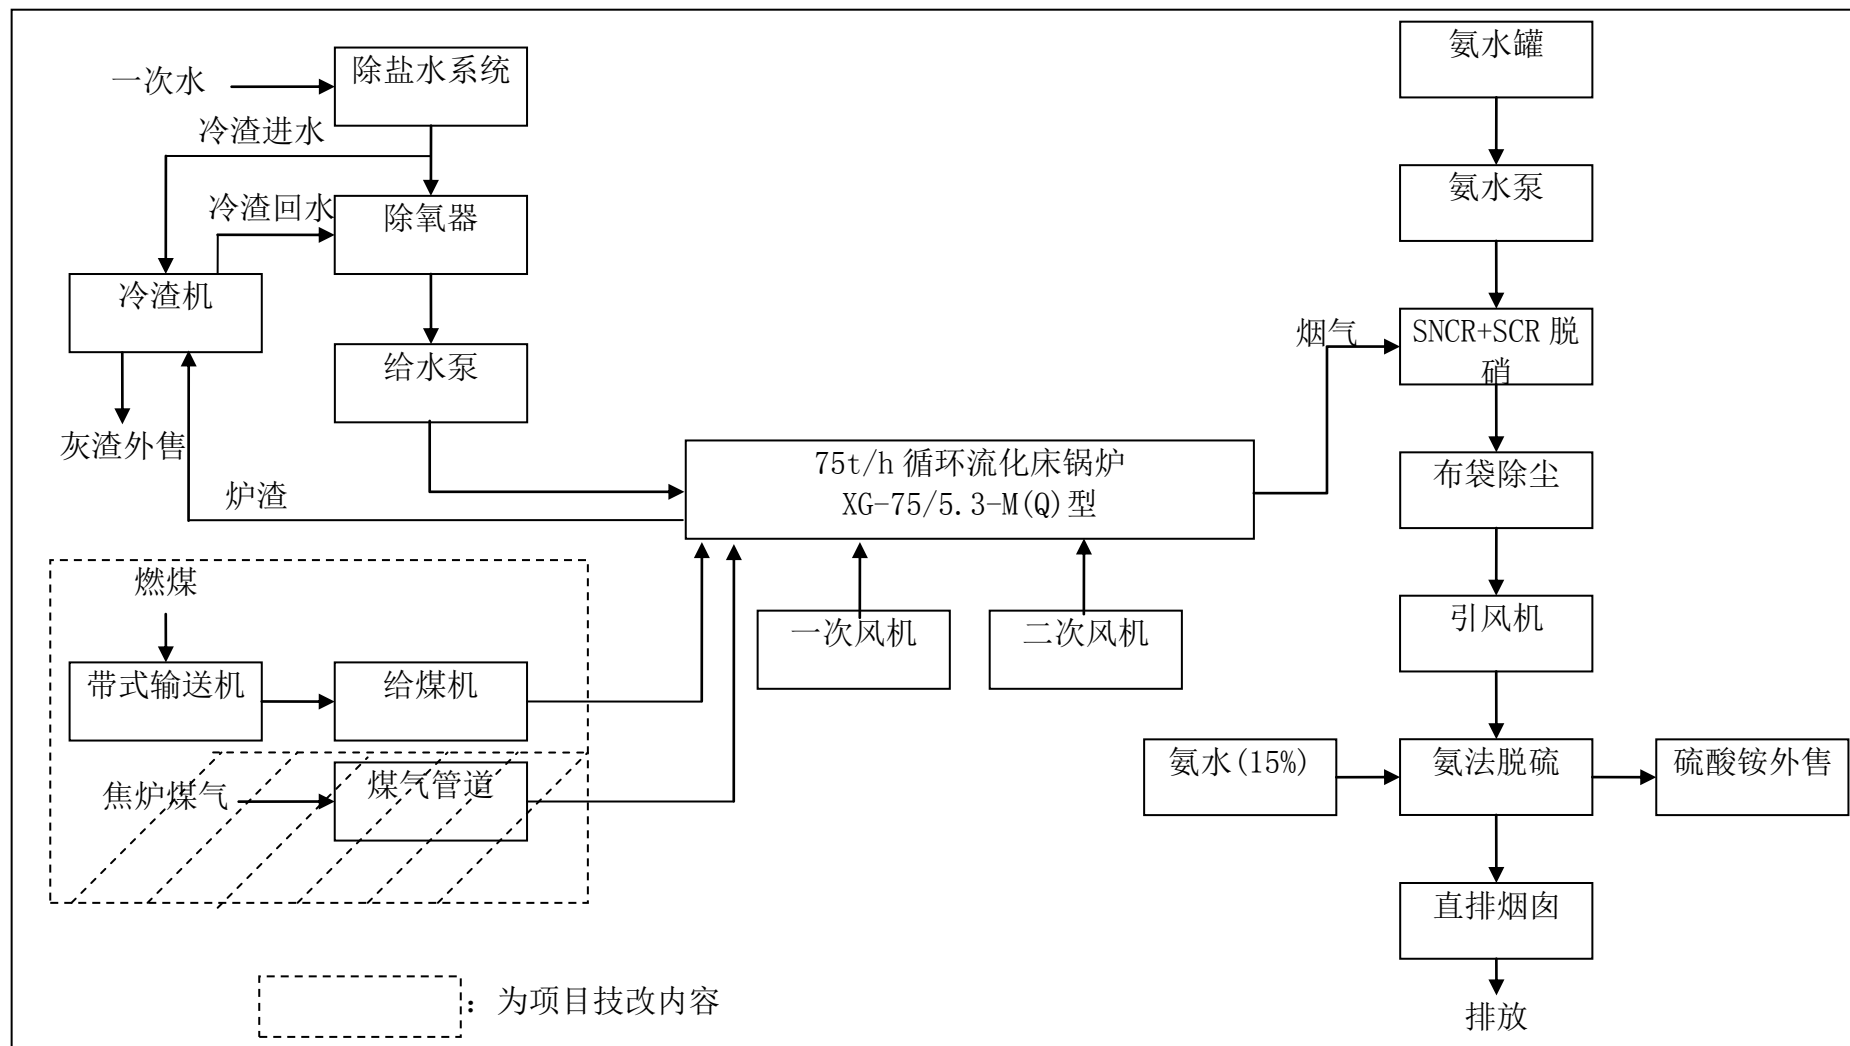 一次水
除盐水系统
冷渣进水
冷渣回水
除氧器
冷渣机
给水泵
灰渣外售
炉渣
75t/h 循环流化床锅炉
XG-75/5.3-M(Q)型
燃煤
带式输送机
给煤机
焦炉煤气
煤气管道
一次风机
二次风机
氨水罐
氨水泵
烟气
SNCR+SCR 脱
硝
布袋除尘
引风机
氨水(15%)
氨法脱硫
硫酸铵外售
直排烟囱
排放
：为项目技改内容